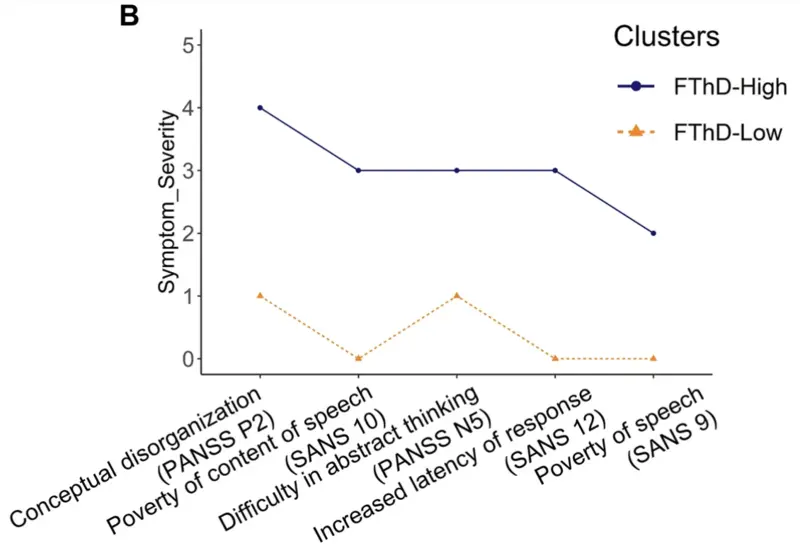 B
Clusters
FThD-High
FThD-Low
Symptom_Severity
5
4
3
2
1
0
Conceptual disorganization
(PANSS P2)
Poverty of content of speech
(SANS 10)
Difficulty in abstract thinking
(PANSS N5)
Increased latency of response
(SANS 12)
Poverty of speech
(SANS 9)